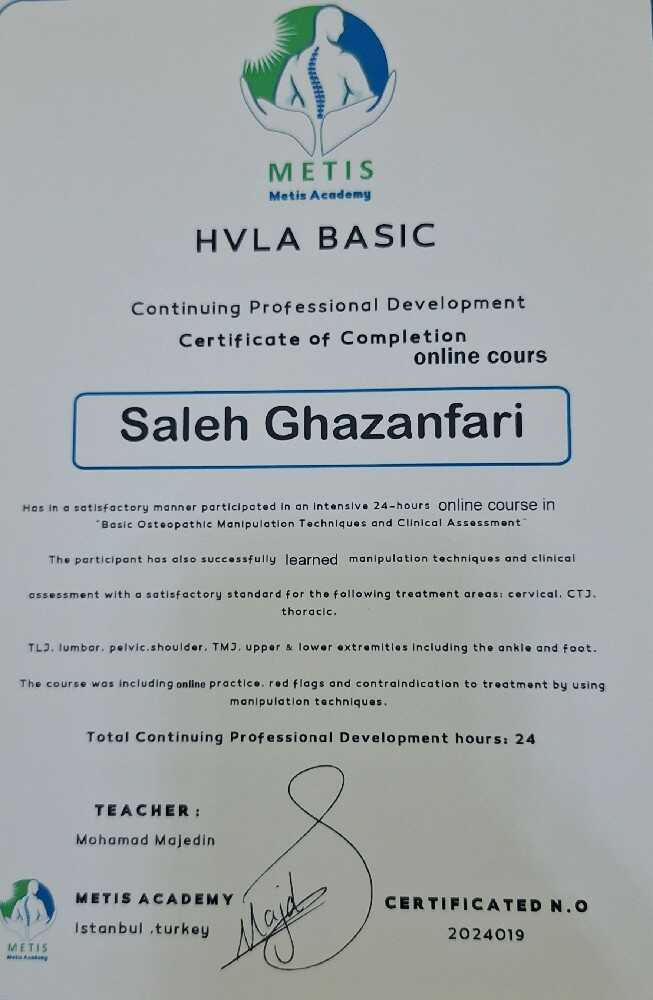 METIS
Metis Academy
HVLA BASIC
Continuing Professional Development
Certificate of Completion
online cours
Saleh Ghazanfari
Has in a satisfactory manner participated in an intensive 24-hours online course in
"Basic Osteopathic Manipulation Techniques and Clinical Assessment"
The participant has also successfully learned manipulation techniques and clinical
assessment with a satisfactory standard for the following treatment areas: cervical, CTJ,
thoracic,
TLJ, lumbar, pelvic.shoulder, TMJ, upper & lower extremities including the ankle and foot.
The course was including online practice, red flags and contraindication to treatment by using
manipulation techniques.
Total Continuing Professional Development hours: 24
TEACHER :
Mohamad Majedin
METIS ACADEMY
Istanbul ,turkey
Majd
CERTIFICATED N.O
2024019
METIS
Metis Academy